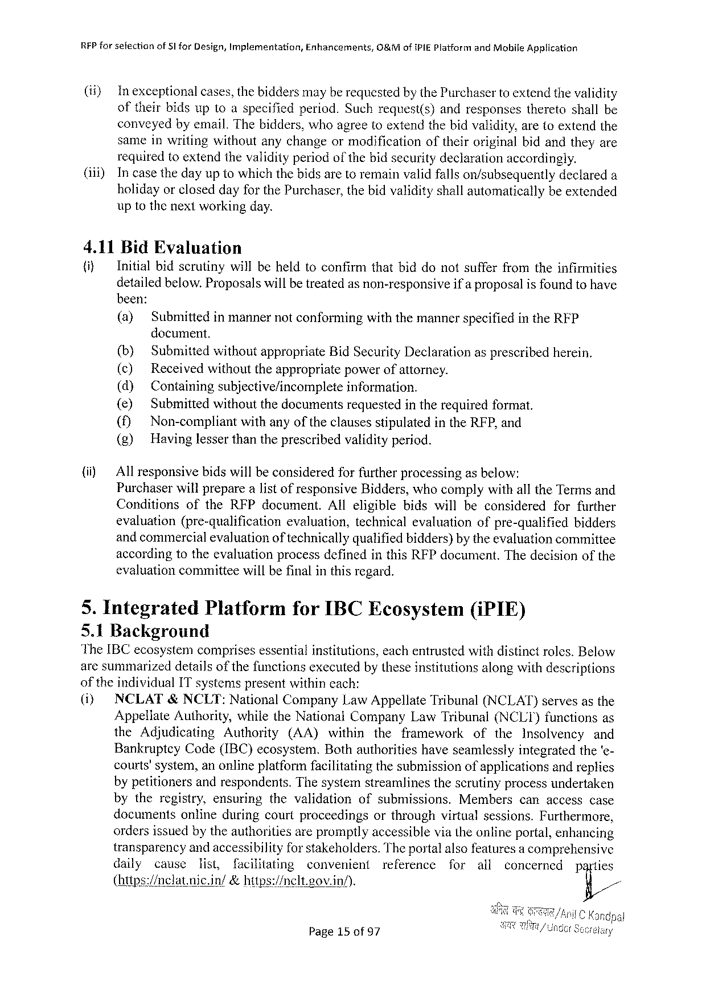 RFP for selection of SI for Design, Implementation, Enhancements, O&M of iPIE Platform and Mobile Application
(ii) In exceptional cases, the bidders may be requested by the Purchaser to extend the validity
of their bids up to a specified period. Such request(s) and responses thereto shall be
conveyed by email. The bidders, who agree to extend the bid validity, are to extend the
same in writing without any change or modification of their original bid and they are
required to extend the validity period of the bid security declaration accordingly.
(iii) In case the day up to which the bids are to remain valid falls on/subsequently declared a
holiday or closed day for the Purchaser, the bid validity shall automatically be extended
up to the next working day.
4.11 Bid Evaluation
(i) Initial bid scrutiny will be held to confirm that bid do not suffer from the infirmities
detailed below. Proposals will be treated as non-responsive if a proposal is found to have
been:
(a) Submitted in manner not conforming with the manner specified in the RFP
document.
(b) Submitted without appropriate Bid Security Declaration as prescribed herein.
(c) Received without the appropriate power of attorney.
(d) Containing subjective/incomplete information.
(e) Submitted without the documents requested in the required format.
(f) Non-compliant with any of the clauses stipulated in the RFP, and
(g) Having lesser than the prescribed validity period.
(ii) All responsive bids will be considered for further processing as below:
Purchaser will prepare a list of responsive Bidders, who comply with all the Terms and
Conditions of the RFP document. All eligible bids will be considered for further
evaluation (pre-qualification evaluation, technical evaluation of pre-qualified bidders
and commercial evaluation of technically qualified bidders) by the evaluation committee
according to the evaluation process defined in this RFP document. The decision of the
evaluation committee will be final in this regard.
5. Integrated Platform for IBC Ecosystem (iPIE)
5.1 Background
The IBC ecosystem comprises essential institutions, each entrusted with distinct roles. Below
are summarized details of the functions executed by these institutions along with descriptions
of the individual IT systems present within each:
(i) NCLAT & NCLT: National Company Law Appellate Tribunal (NCLAT) serves as the
Appellate Authority, while the National Company Law Tribunal (NCLT) functions as
the Adjudicating Authority (AA) within the framework of the Insolvency and
Bankruptcy Code (IBC) ecosystem. Both authorities have seamlessly integrated the 'e-
courts' system, an online platform facilitating the submission of applications and replies
by petitioners and respondents. The system streamlines the scrutiny process undertaken
by the registry, ensuring the validation of submissions. Members can access case
documents online during court proceedings or through virtual sessions. Furthermore,
orders issued by the authorities are promptly accessible via the online portal, enhancing
transparency and accessibility for stakeholders. The portal also features a comprehensive
daily cause list, facilitating convenient reference for all concerned parties
(https://nclat.nic.in/ & https://nclt.gov.in/).
/Anil C Kandpal
अवर सचिव/Under Secretary
Page 15 of 97